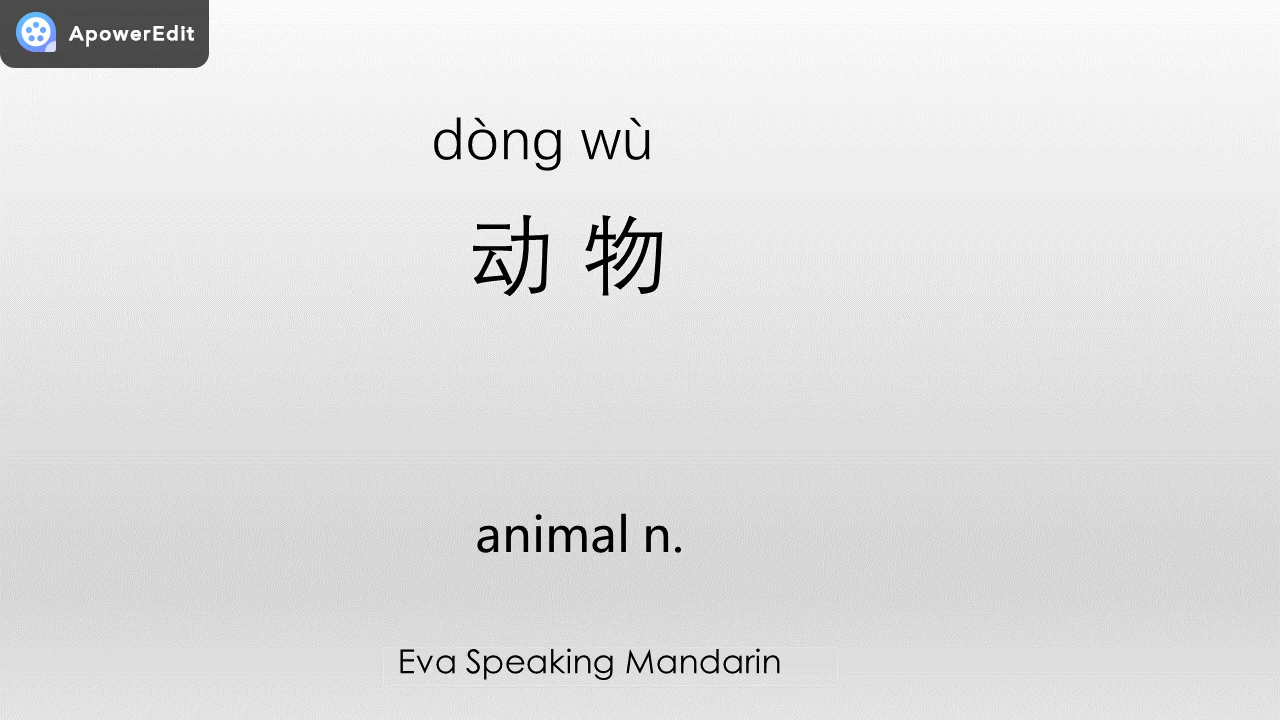 ApowerEdit
dòng wù
动 物
animal n.
Eva Speaking Mandarin